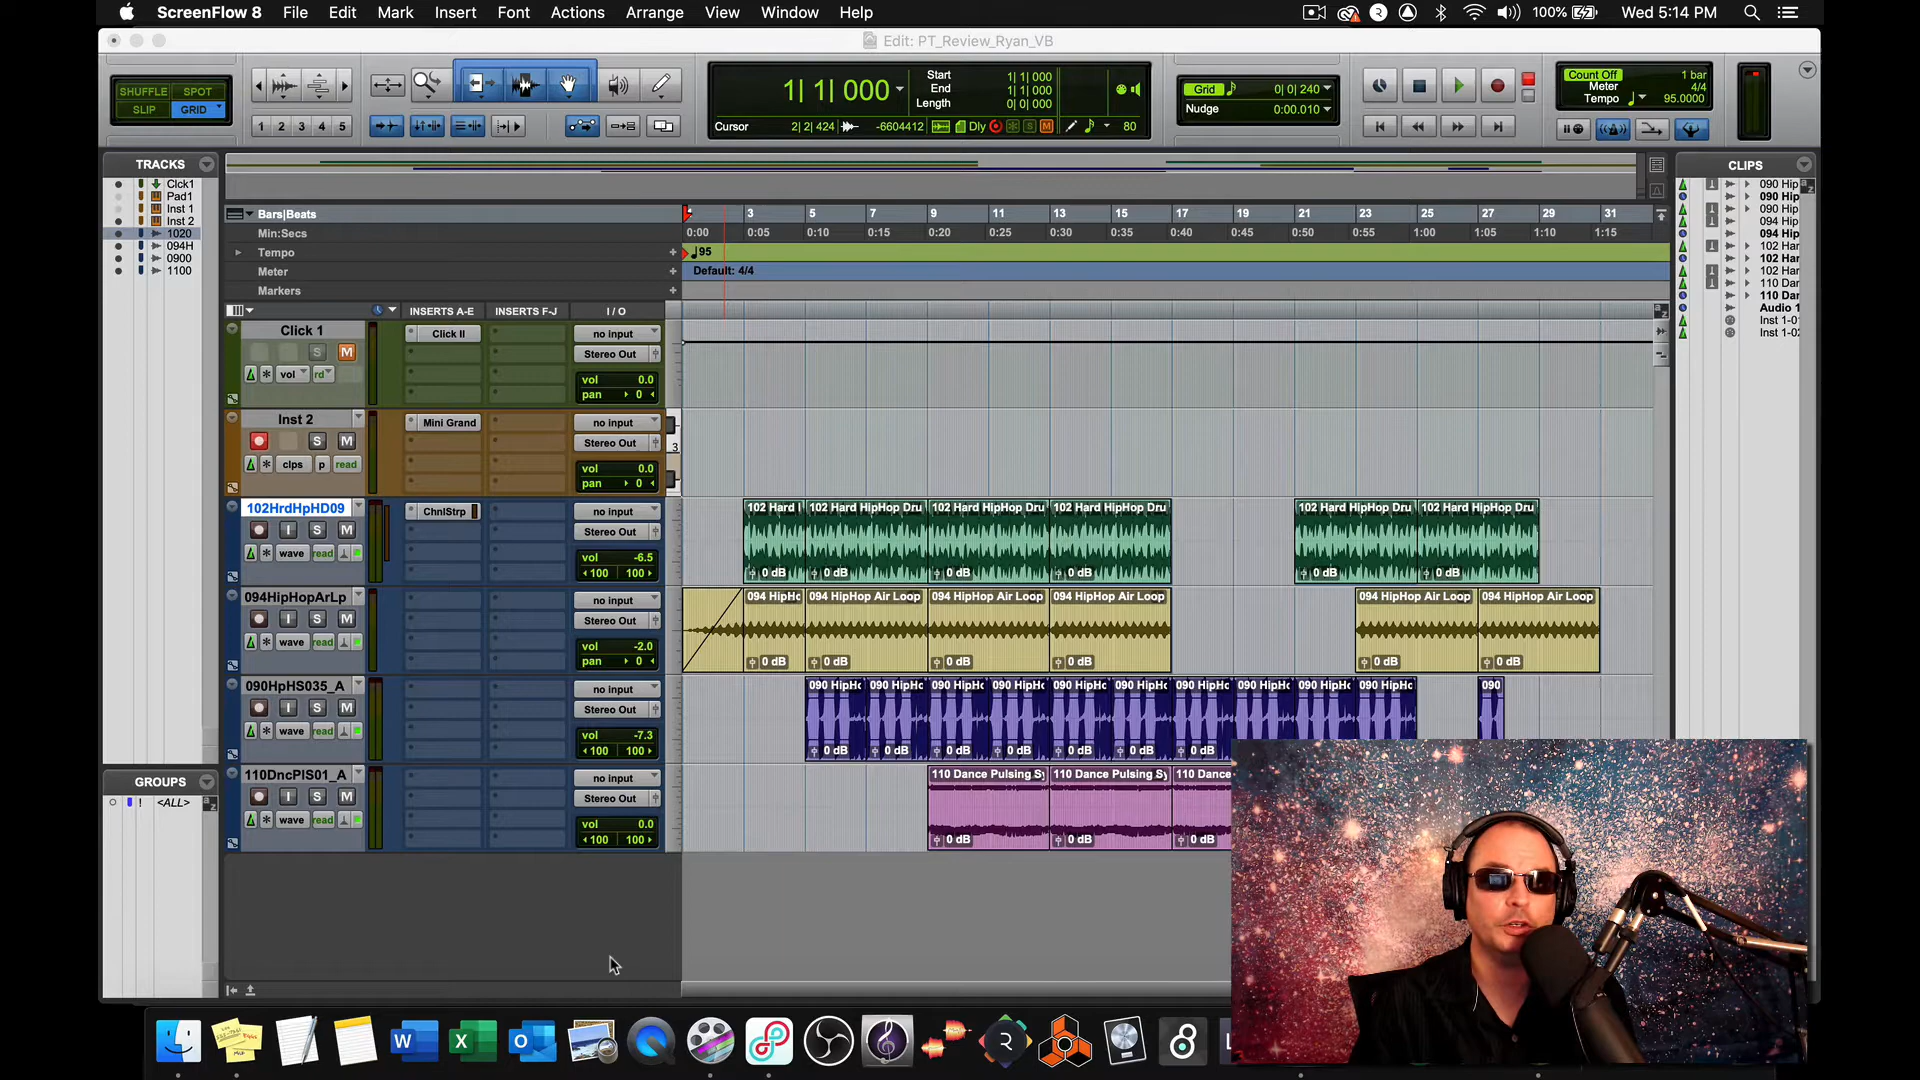 ScreenFlow 8 File Edit Mark Insert Font Actions Arrange View Window Help 100% Wed 5:14 PM
Edit: PT_Review_Ryan_VB
SHUFFLE SPOT
SLIP GRID
1 2 3 4 5
1| 1| 000
Start 1| 1| 000
End 1| 1| 000
Length 0| 0| 000
Cursor 2| 2| 424 -6604412 Dly S M 80
Grid 0| 0| 240
Nudge 0:00.010
Count Off 1 bar
Meter 4/4
Tempo 95.0000
TRACKS
Clck1
Pad1
Inst 1
Inst 2
1020
094H
0900
1100
GROUPS
! <ALL>
Bars|Beats 3 5 7 9 11 13 15 17 19 21 23 25 27 29 31
Min:Secs 0:00 0:05 0:10 0:15 0:20 0:25 0:30 0:35 0:40 0:45 0:50 0:55 1:00 1:05 1:10 1:15
Tempo 95
Meter Default: 4/4
Markers
INSERTS A-E INSERTS F-J I / O
Click 1 Click II no input
S M Stereo Out
vol rd vol 0.0
pan 0
Inst 2 Mini Grand no input
S M Stereo Out 3
clps p read vol 0.0
pan 0
102HrdHpHD09 ChnlStrp no input 102 Hard 102 Hard HipHop Dru 102 Hard HipHop Dru 102 Hard HipHop Dru 102 Hard HipHop Dru 102 Hard HipHop Dru
I S M Stereo Out
wave read vol -6.5
100 100 0 dB 0 dB 0 dB 0 dB 0 dB 0 dB
094HipHopArLp no input 094 HipHo 094 HipHop Air Loop 094 HipHop Air Loop 094 HipHop Air Loop 094 HipHop Air Loop 094 HipHop Air Loop
I S M Stereo Out
wave read vol -2.0
pan 0 0 dB 0 dB 0 dB 0 dB 0 dB 0 dB
090HpHS035_A no input 090 HipHo 090 HipHo 090 HipHo 090 HipHo 090 HipHo 090 HipHo 090 HipHo 090 HipHo 090 HipHo 090 HipHo 090
I S M Stereo Out
wave read vol -7.3
100 100 0 dB 0 dB 0 dB 0 dB 0 dB 0 dB 0 dB
110DncPlS01_A no input 110 Dance Pulsing Sy 110 Dance Pulsing Sy 110 Dance
I S M Stereo Out
wave read vol 0.0
100 100 0 dB 0 dB 0 dB
CLIPS
090 Hip
090 Hip
090 Hip
094 Hip
094 Hip
102 Har
102 Har
102 Har
110 Dar
110 Dar
Audio 1
Inst 1-01
Inst 1-02
W X O R 8